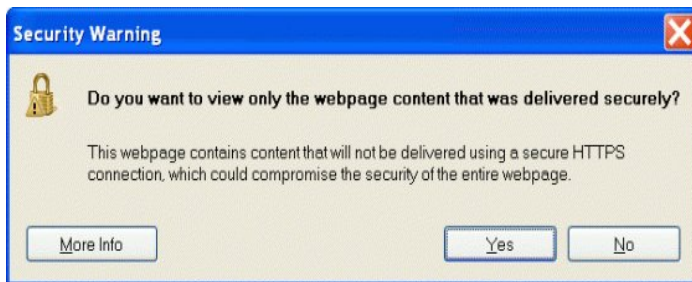 Security Warning
Do you want to view only the webpage content that was delivered securely?
This webpage contains content that will not be delivered using a secure HTTPS
connection, which could compromise the security of the entire webpage.
More Info Yes No